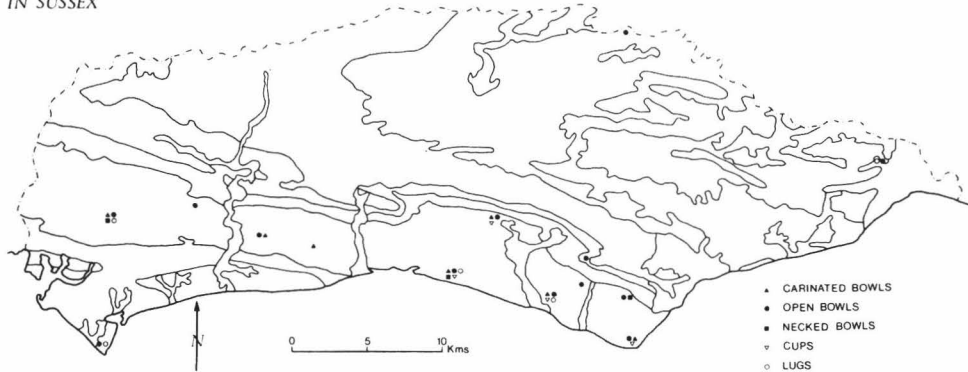 IN SUSSEX
CARINATED BOWLS
OPEN BOWLS
NECKED BOWLS
CUPS
LUGS
N
0 5 10 Kms